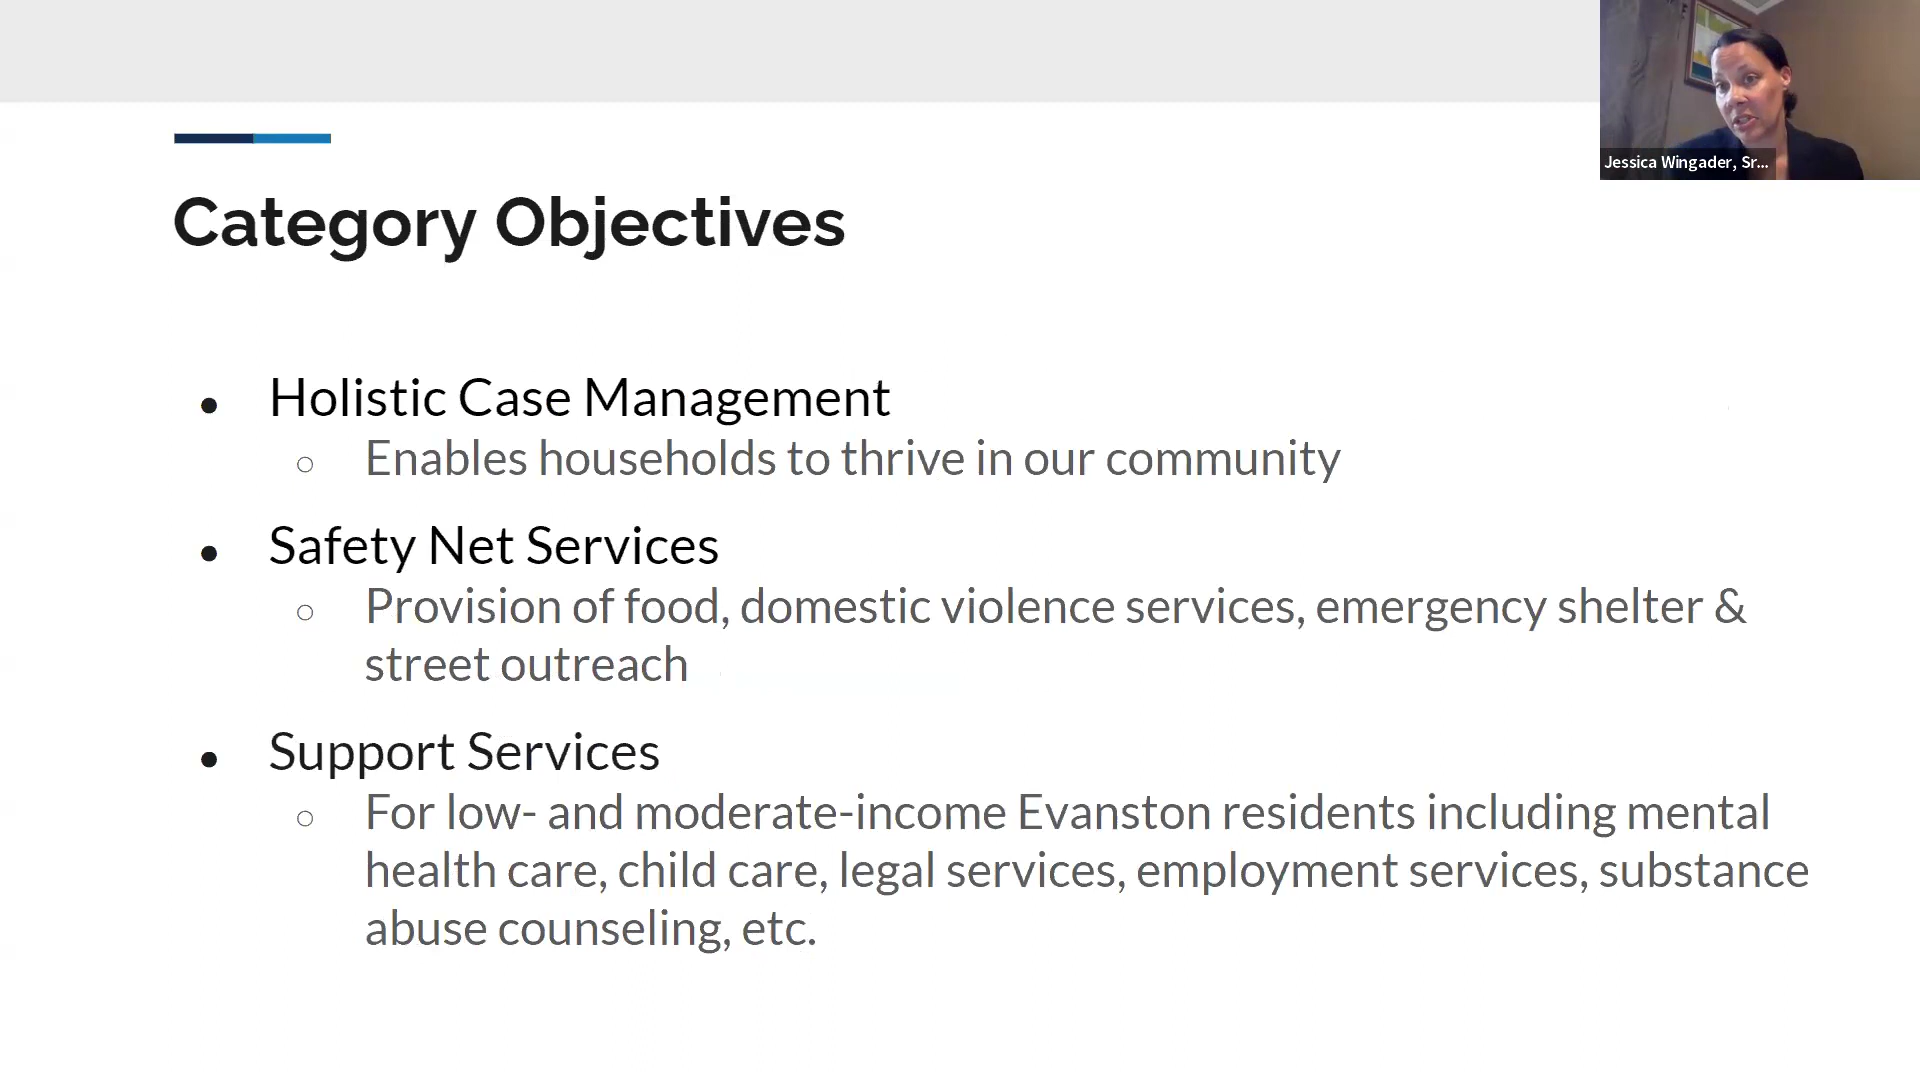 Jessica Wingader, Sr...
Category Objectives
● Holistic Case Management
○ Enables households to thrive in our community
● Safety Net Services
○ Provision of food, domestic violence services, emergency shelter &
street outreach
● Support Services
○ For low- and moderate-income Evanston residents including mental
health care, child care, legal services, employment services, substance
abuse counseling, etc.